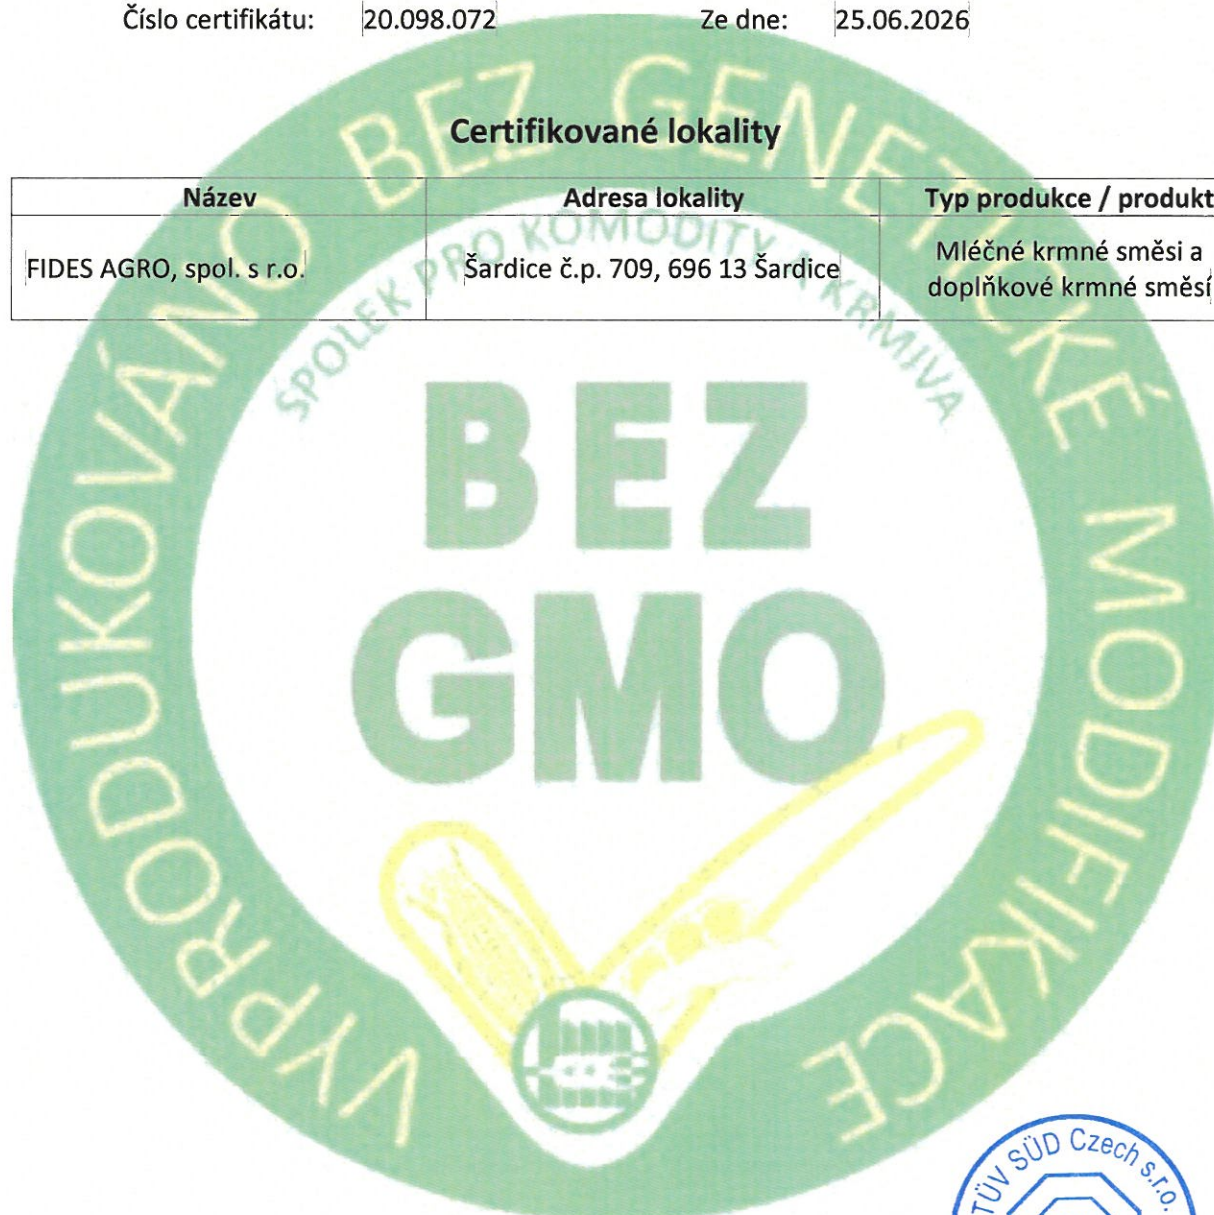 Číslo certifikátu: 20.098.072 Ze dne: 25.06.2026
Certifikované lokality
Název Adresa lokality Typ produkce / produkt
FIDES AGRO, spol. s r.o. Šardice č.p. 709, 696 13 Šardice Mléčné krmné směsi a
doplňkové krmné směsí
VYPRODUKOVÁNO BEZ GENETICKÉ MODIFIKACE
SPOLEK PRO KOMODITY A KRMIVA
BEZ
GMO
TÜV SÜD Czech s.r.o.